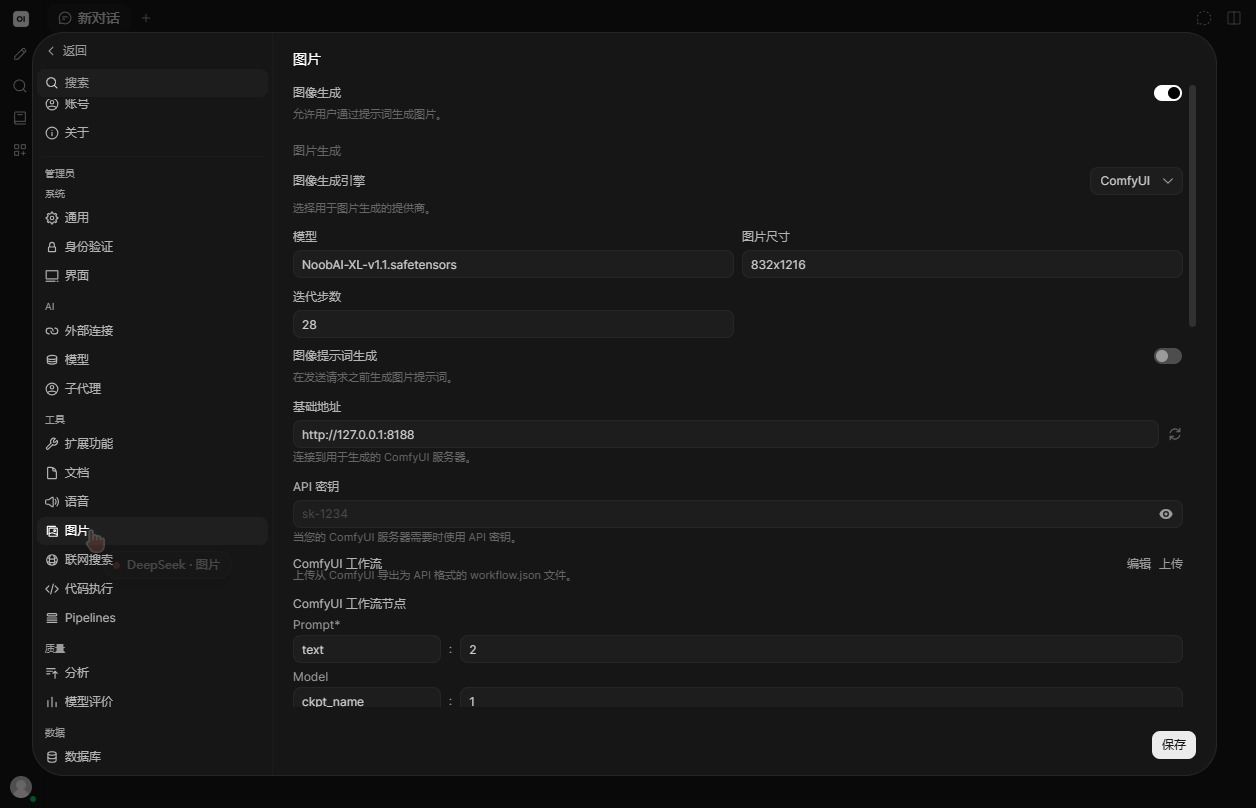 OI
新对话
返回
搜索
账号
关于
管理员
系统
通用
身份验证
界面
AI
外部连接
模型
子代理
工具
扩展功能
文档
语音
图片
联网搜索
DeepSeek · 图片
代码执行
Pipelines
质量
分析
模型评价
数据
数据库
图片
图像生成
允许用户通过提示词生成图片。
图片生成
图像生成引擎
ComfyUI
选择用于图片生成的提供商。
模型
图片尺寸
NoobAI-XL-v1.1.safetensors
832x1216
迭代步数
28
图像提示词生成
在发送请求之前生成图片提示词。
基础地址
http://127.0.0.1:8188
连接到用于生成的 ComfyUI 服务器。
API 密钥
sk-1234
当您的 ComfyUI 服务器需要时使用 API 密钥。
ComfyUI 工作流
编辑 上传
上传从 ComfyUI 导出为 API 格式的 workflow.json 文件。
ComfyUI 工作流节点
Prompt*
text : 2
Model
ckpt_name : 1
保存